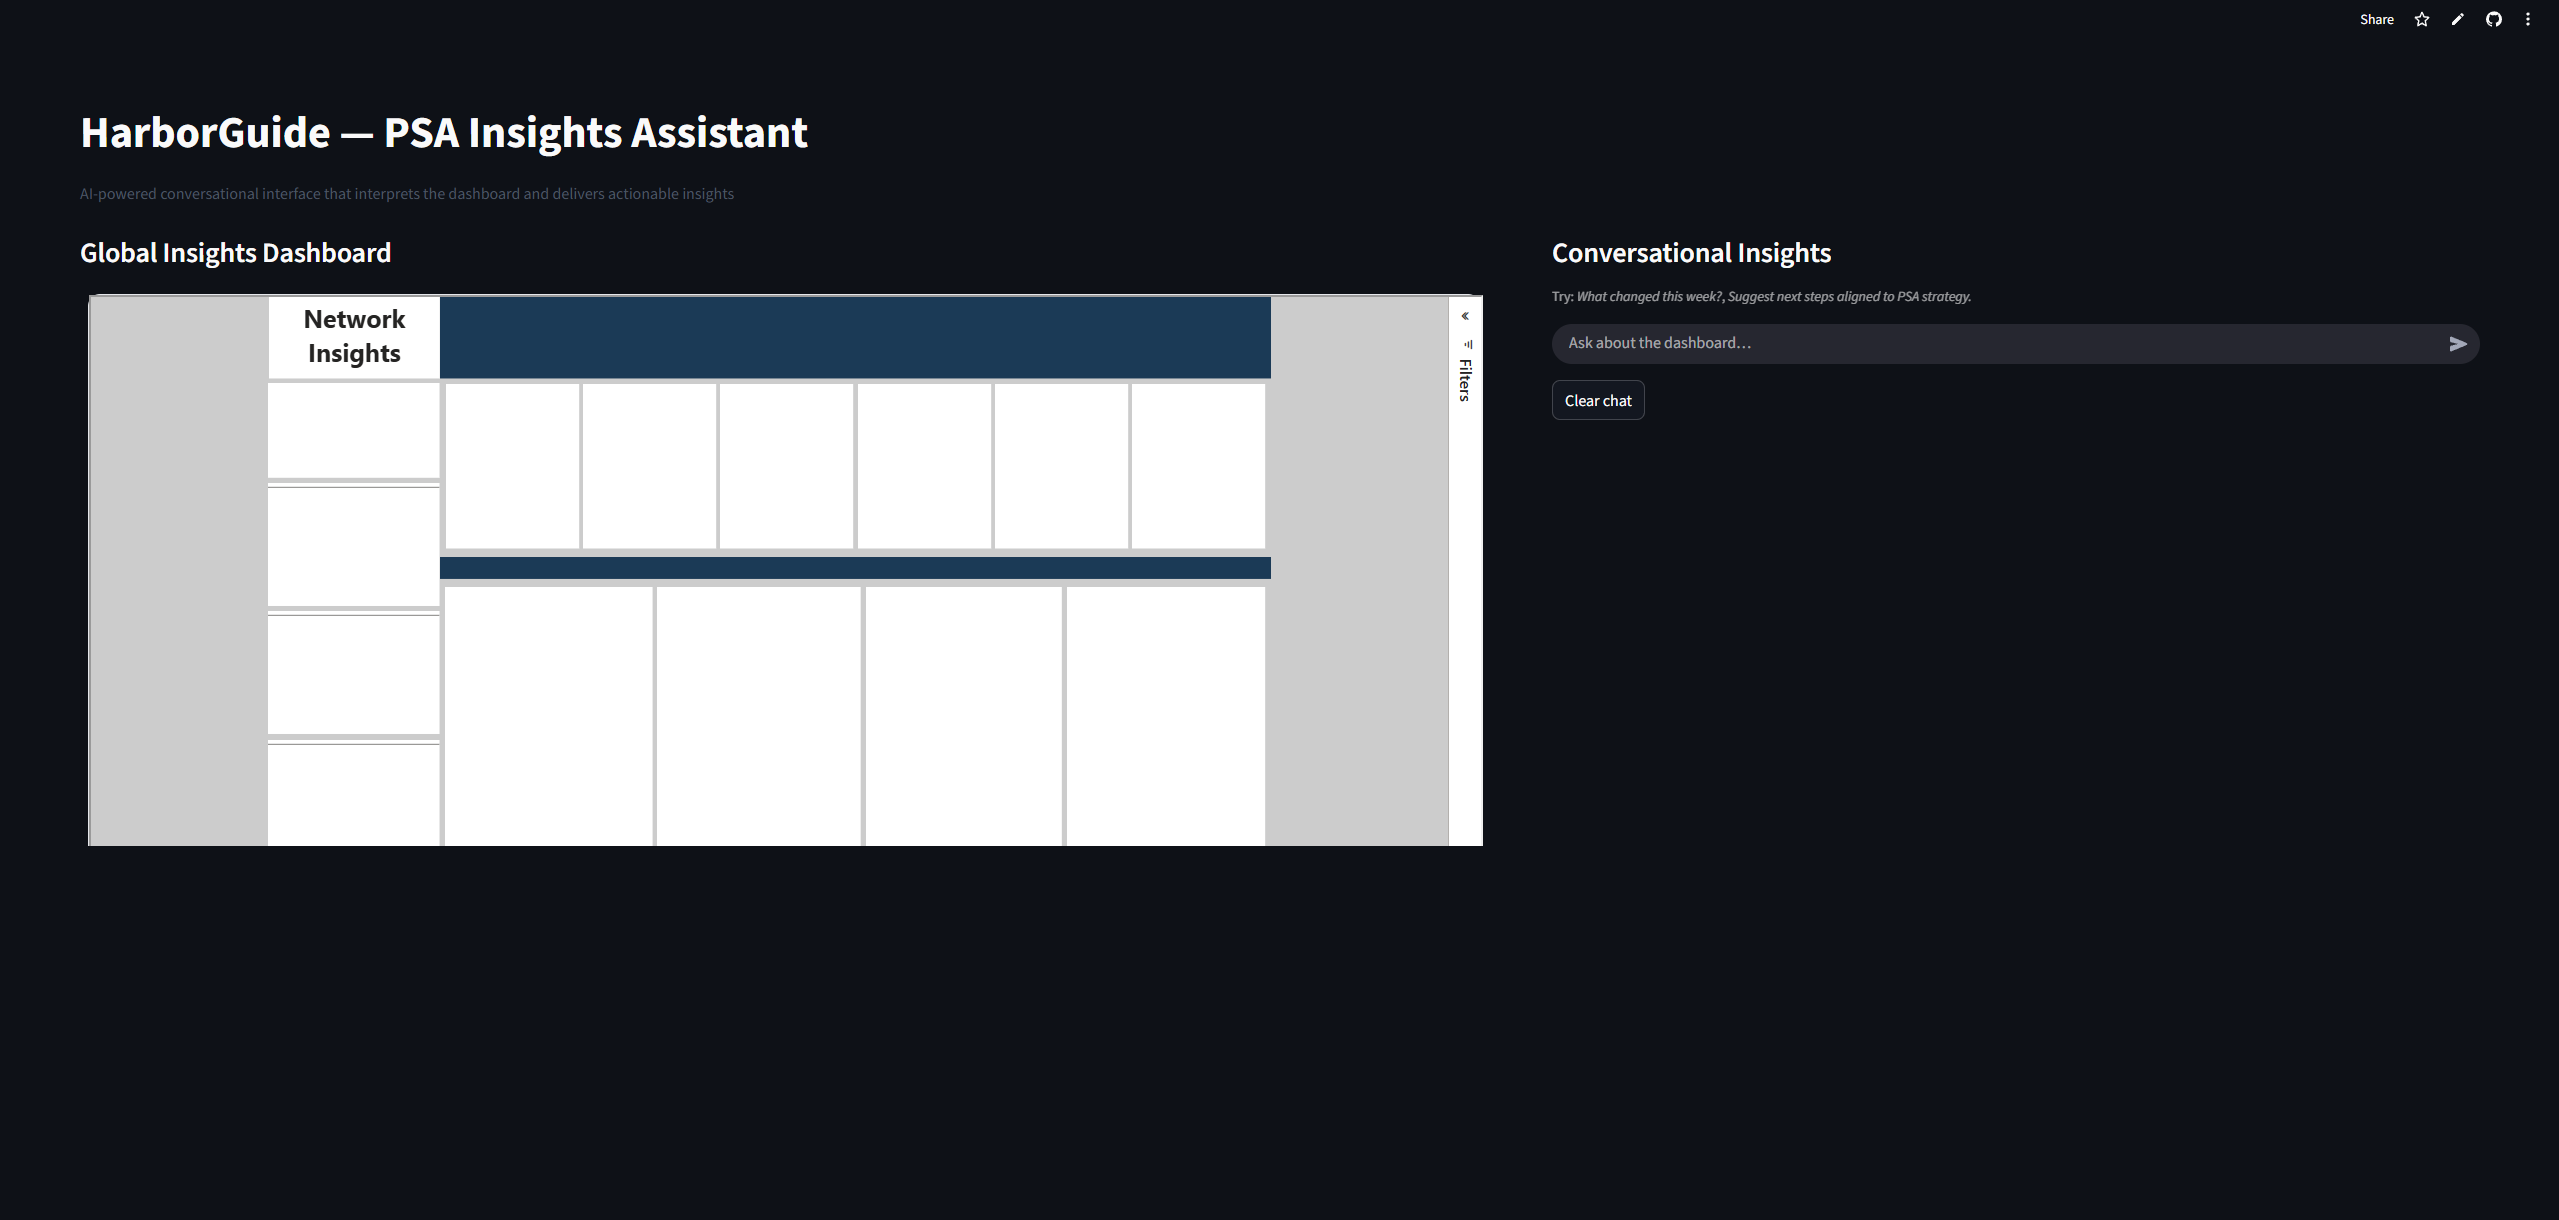 Share
HarborGuide — PSA Insights Assistant
AI-powered conversational interface that interprets the dashboard and delivers actionable insights
Global Insights Dashboard
Network
Insights
Filters
Conversational Insights
Try: What changed this week?, Suggest next steps aligned to PSA strategy.
Ask about the dashboard...
Clear chat